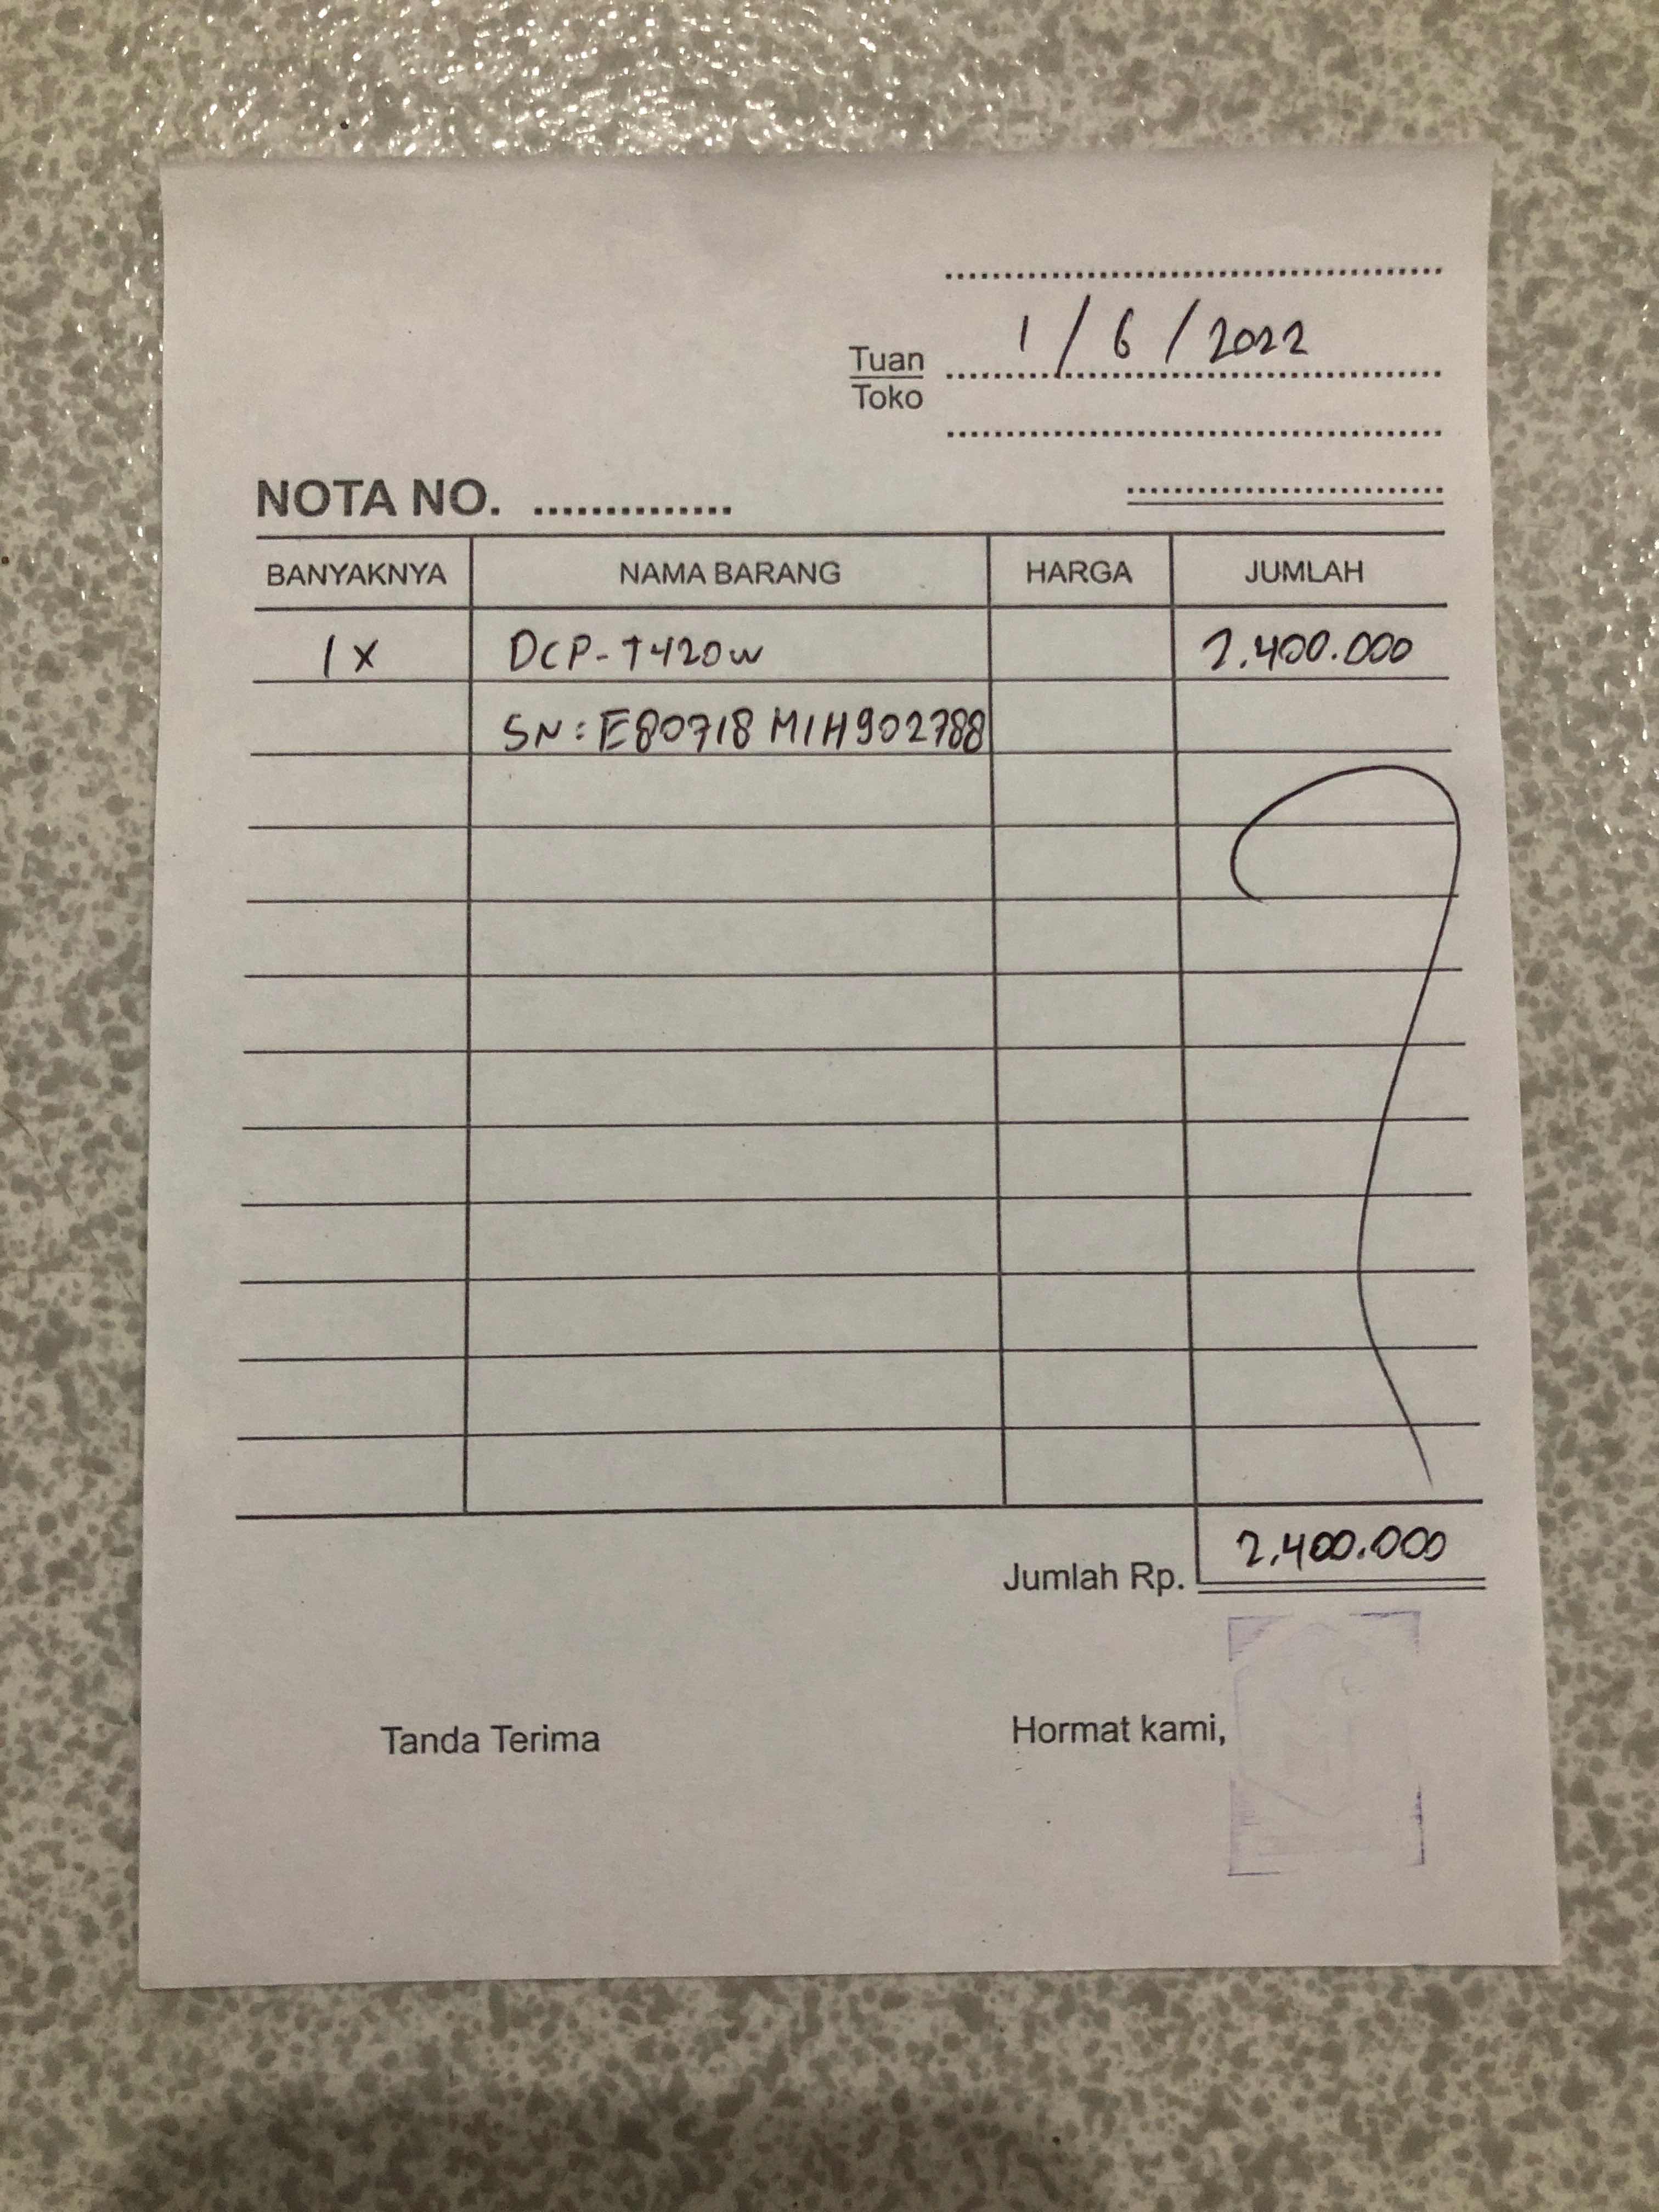 1 / 6 / 2022
Tuan
Toko
NOTA NO. ..............
BANYAKNYA NAMA BARANG HARGA JUMLAH
1 x DCP-T420w 2.400.000
SN: E80718M1H902788
Jumlah Rp. 2.400.000
Tanda Terima Hormat kami,